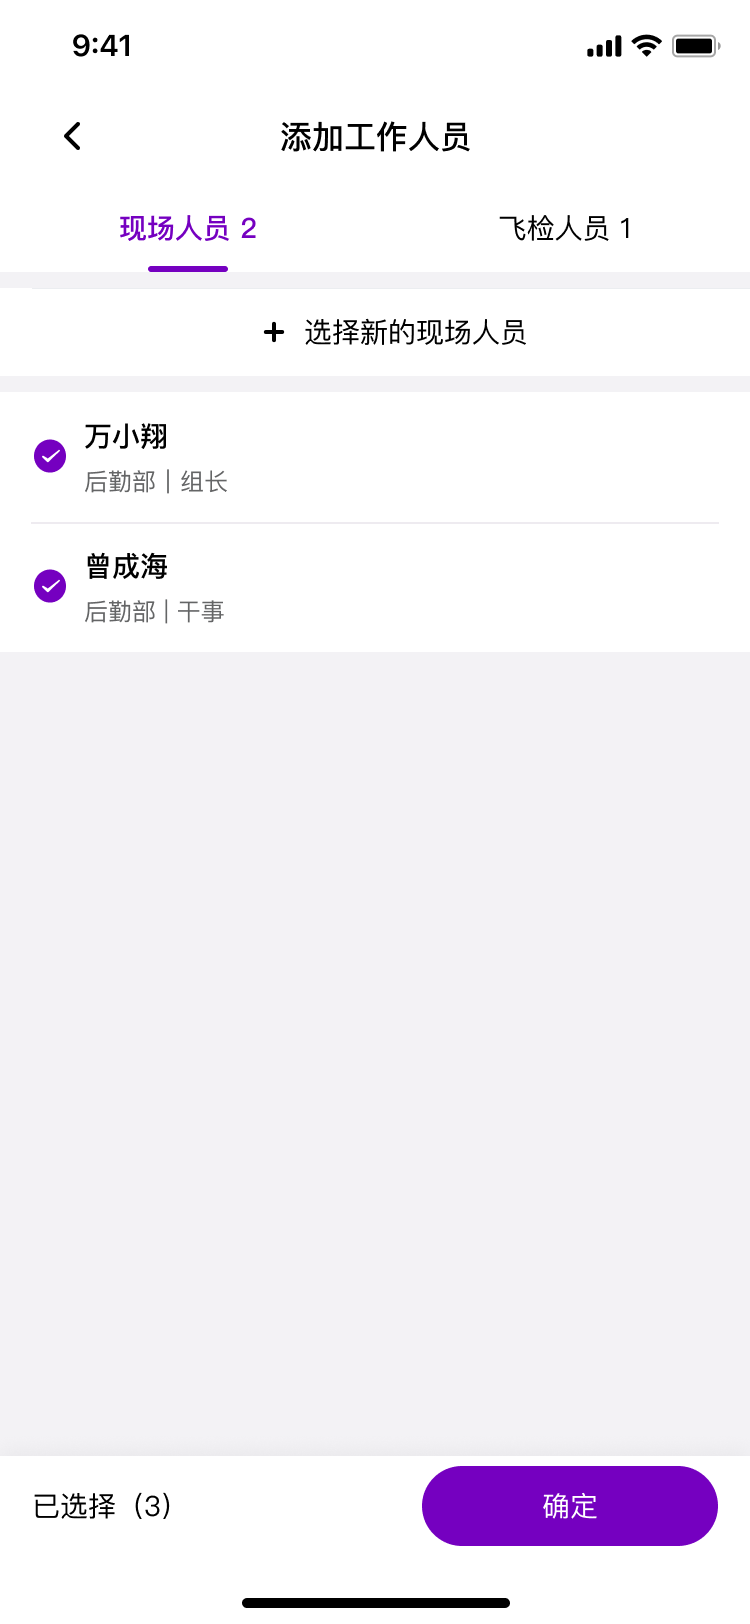 9:41
添加工作人员
现场人员 2
飞检人员 1
+ 选择新的现场人员
万小翔
后勤部 | 组长
曾成海
后勤部 | 干事
已选择（3）
确定